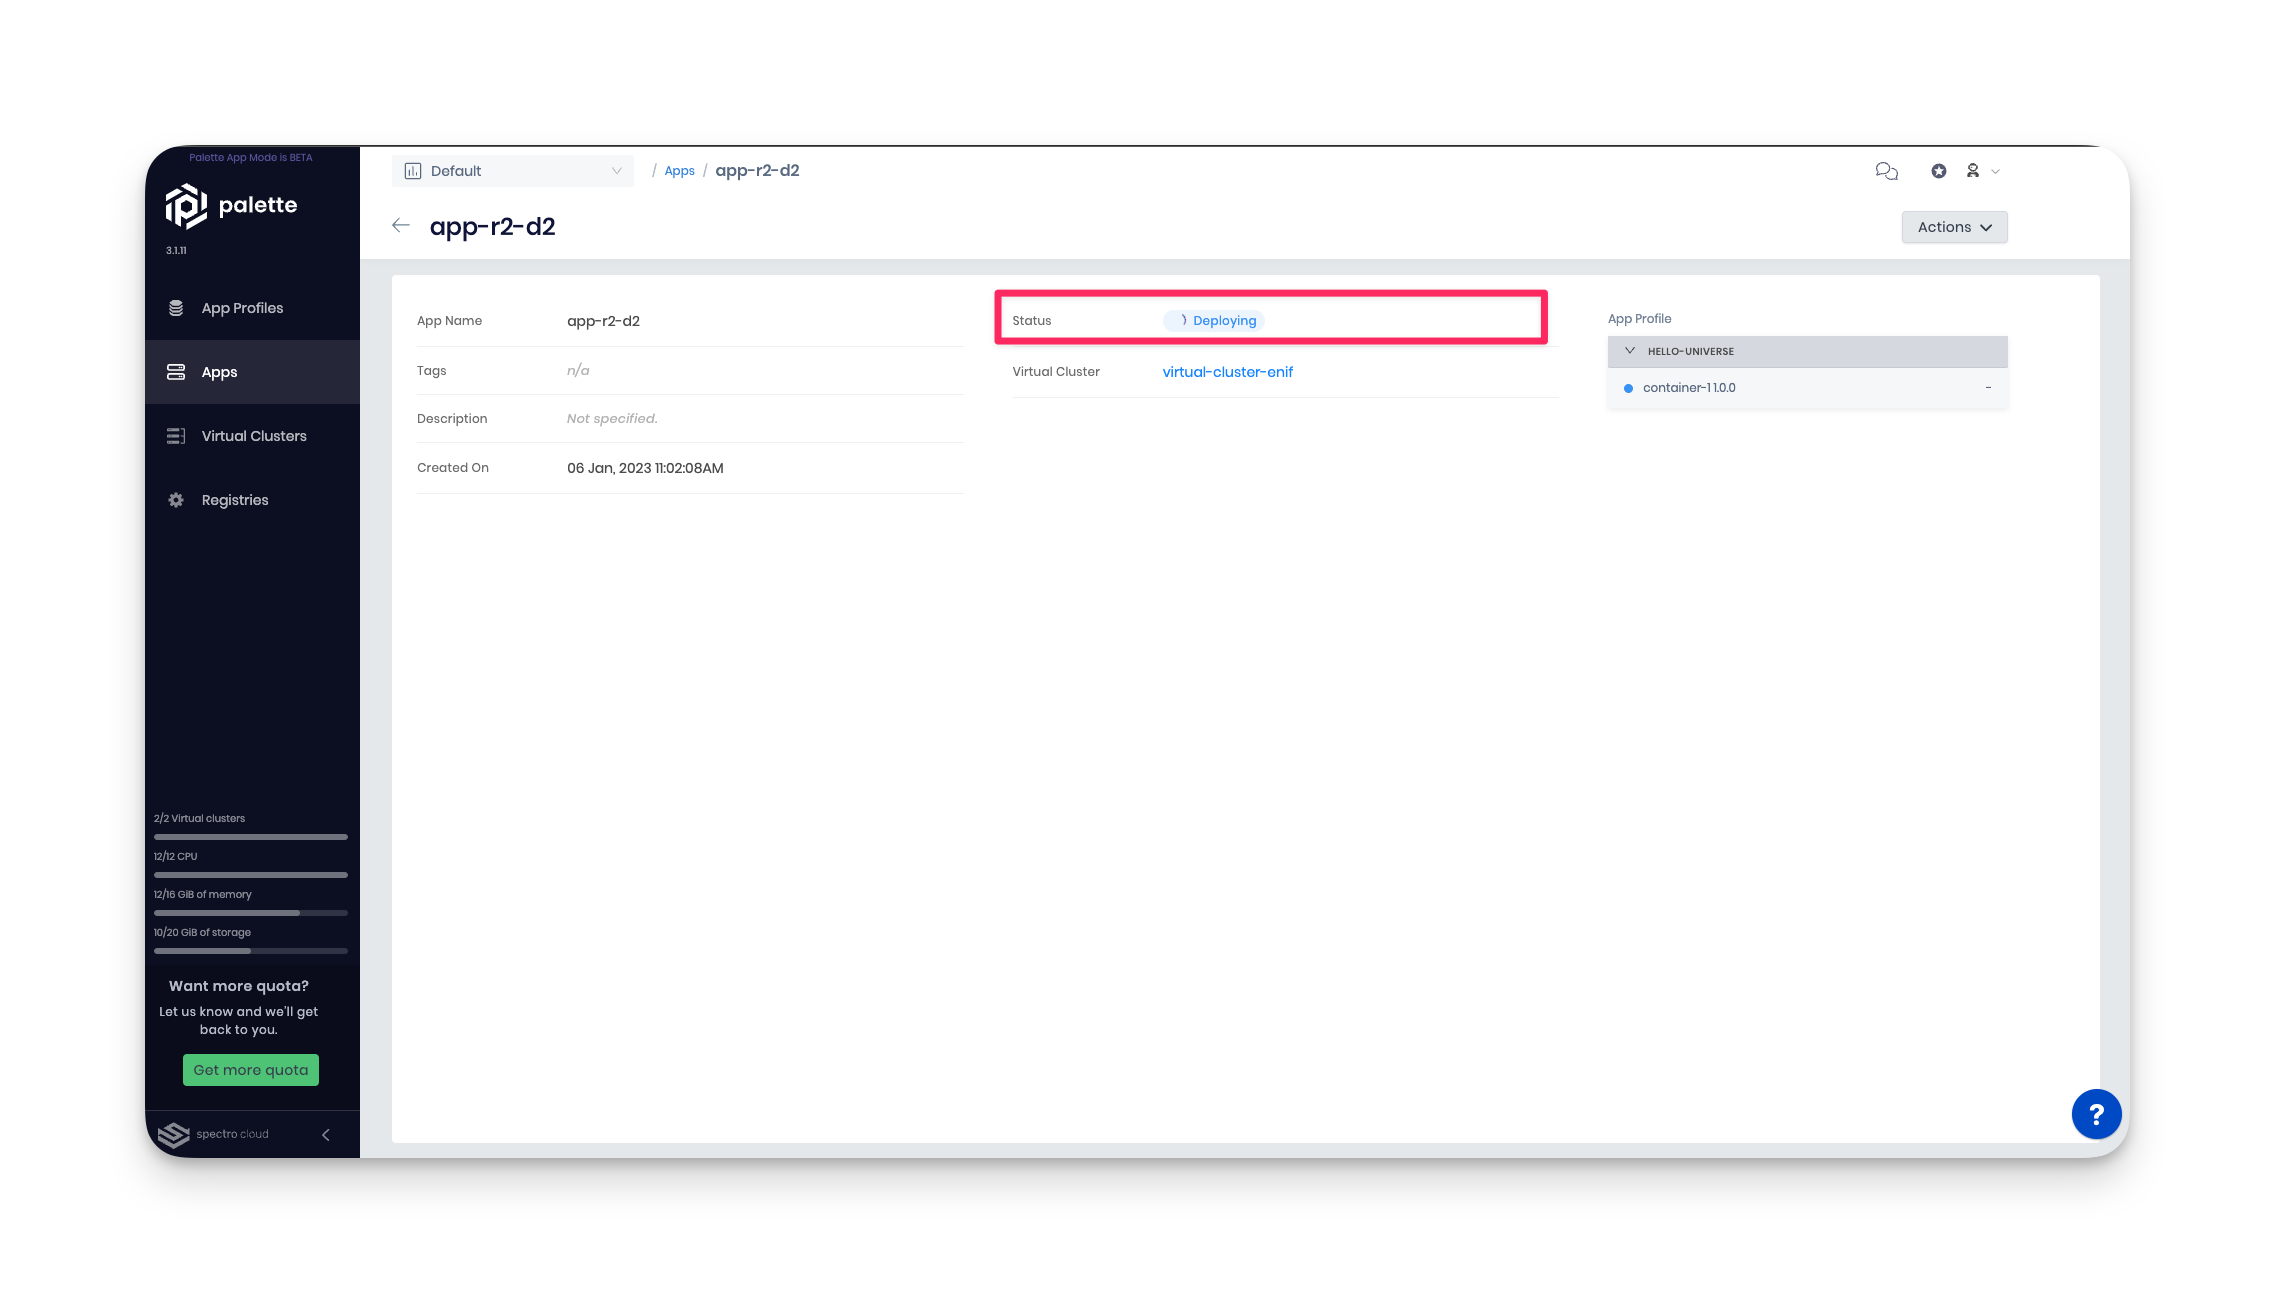 Palette App Mode is BETA
palette
3.1.11
App Profiles
Apps
Virtual Clusters
Registries
2/2 Virtual clusters
12/12 CPU
12/16 GiB of memory
10/20 GiB of storage
Want more quota?
Let us know and we'll get
back to you.
Get more quota
spectro cloud
Default / Apps / app-r2-d2
app-r2-d2
Actions
App Name app-r2-d2
Tags n/a
Description Not specified.
Created On 06 Jan, 2023 11:02:08AM
Status Deploying
Virtual Cluster virtual-cluster-enif
App Profile
HELLO-UNIVERSE
container-1 1.0.0 -
?